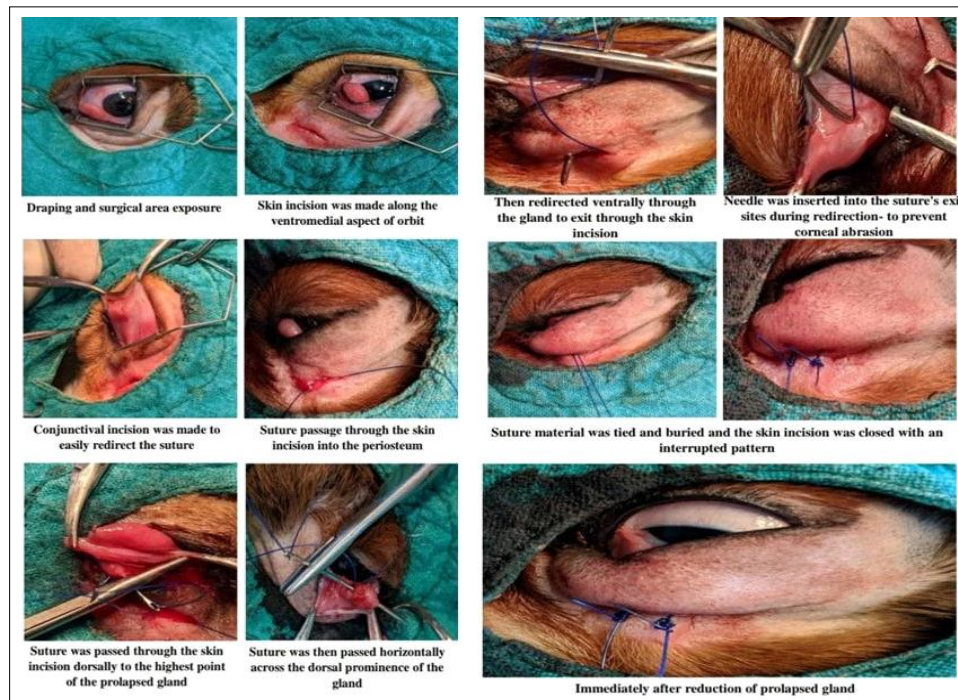 Draping and surgical area exposure
Skin incision was made along the
ventromedial aspect of orbit
Conjunctival incision was made to
easily redirect the suture
Suture passage through the skin
incision into the periosteum
Suture was passed through the skin
incision dorsally to the highest point
of the prolapsed gland
Suture was then passed horizontally
across the dorsal prominence of the
gland
Then redirected ventrally through
the gland to exit through the skin
incision
Needle was inserted into the suture's exi
sites during redirection- to prevent
corneal abrasion
Suture material was tied and buried and the skin incision was closed with an
interrupted pattern
Immediately after reduction of prolapsed gland